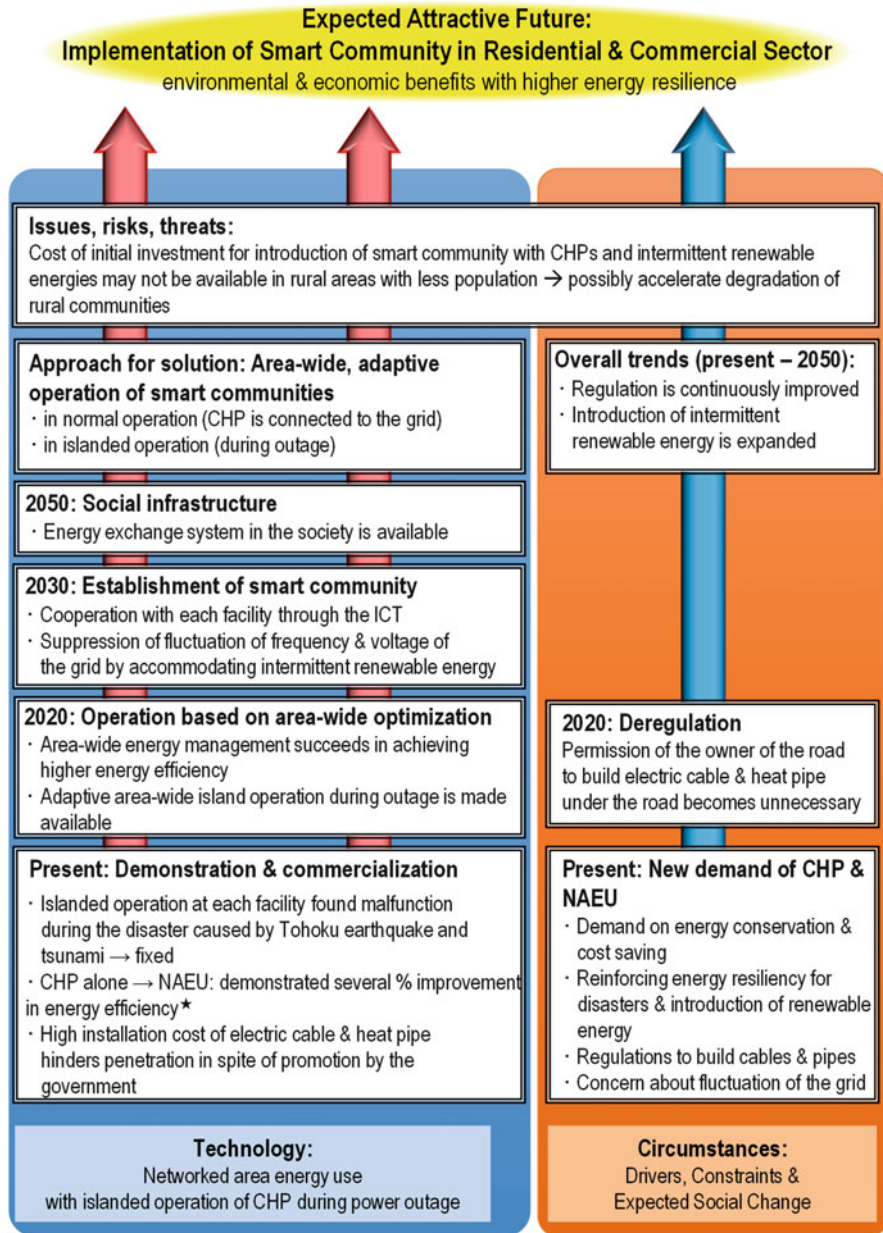 Expected Attractive Future:
Implementation of Smart Community in Residential & Commercial Sector
environmental & economic benefits with higher energy resilience
Issues, risks, threats:
Cost of initial investment for introduction of smart community with CHPs and intermittent renewable
energies may not be available in rural areas with less population → possibly accelerate degradation of
rural communities
Approach for solution: Area-wide, adaptive
operation of smart communities
· in normal operation (CHP is connected to the grid)
· in islanded operation (during outage)
Overall trends (present – 2050):
· Regulation is continuously improved
· Introduction of intermittent
renewable energy is expanded
2050: Social infrastructure
· Energy exchange system in the society is available
2030: Establishment of smart community
· Cooperation with each facility through the ICT
· Suppression of fluctuation of frequency & voltage of
the grid by accommodating intermittent renewable energy
2020: Operation based on area-wide optimization
· Area-wide energy management succeeds in achieving
higher energy efficiency
· Adaptive area-wide island operation during outage is made
available
2020: Deregulation
Permission of the owner of the road
to build electric cable & heat pipe
under the road becomes unnecessary
Present: Demonstration & commercialization
· Islanded operation at each facility found malfunction
during the disaster caused by Tohoku earthquake and
tsunami → fixed
· CHP alone → NAEU: demonstrated several % improvement
in energy efficiency★
· High installation cost of electric cable & heat pipe
hinders penetration in spite of promotion by the
government
Present: New demand of CHP &
NAEU
· Demand on energy conservation &
cost saving
· Reinforcing energy resiliency for
disasters & introduction of renewable
energy
· Regulations to build cables & pipes
· Concern about fluctuation of the grid
Technology:
Networked area energy use
with islanded operation of CHP during power outage
Circumstances:
Drivers, Constraints &
Expected Social Change